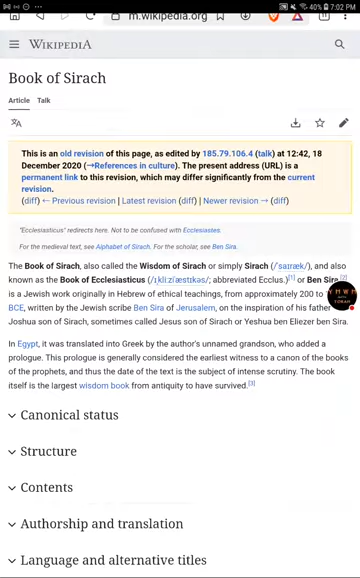 40% 7:02 PM
m.wikipedia.org
11
WIKIPEDIA
Book of Sirach
Article Talk
This is an old revision of this page, as edited by 185.79.106.4 (talk) at 12:42, 18
December 2020 (→References in culture). The present address (URL) is a
permanent link to this revision, which may differ significantly from the current
revision.
(diff) ← Previous revision | Latest revision (diff) | Newer revision → (diff)
"Ecclesiasticus" redirects here. Not to be confused with Ecclesiastes.
For the medieval text, see Alphabet of Sirach. For the scholar, see Ben Sira.
The Book of Sirach, also called the Wisdom of Sirach or simply Sirach (/ˈsaɪræk/), and also
known as the Book of Ecclesiasticus (/ɪˌkliːziˈæstɪkəs/; abbreviated Ecclus.)[1] or Ben Sira,[2]
is a Jewish work originally in Hebrew of ethical teachings, from approximately 200 to
BCE, written by the Jewish scribe Ben Sira of Jerusalem, on the inspiration of his father
Joshua son of Sirach, sometimes called Jesus son of Sirach or Yeshua ben Eliezer ben Sira.
YMWM
WITH
TORAH
In Egypt, it was translated into Greek by the author's unnamed grandson, who added a
prologue. This prologue is generally considered the earliest witness to a canon of the books
of the prophets, and thus the date of the text is the subject of intense scrutiny. The book
itself is the largest wisdom book from antiquity to have survived.[3]
Canonical status
Structure
Contents
Authorship and translation
Language and alternative titles